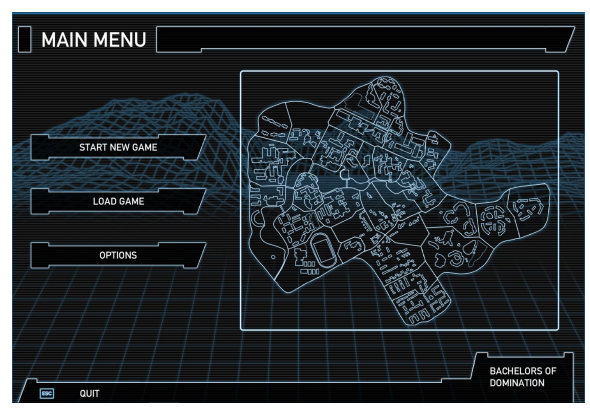 MAIN MENU
START NEW GAME
LOAD GAME
OPTIONS
BACHELORS OF
DOMINATION
ESC QUIT